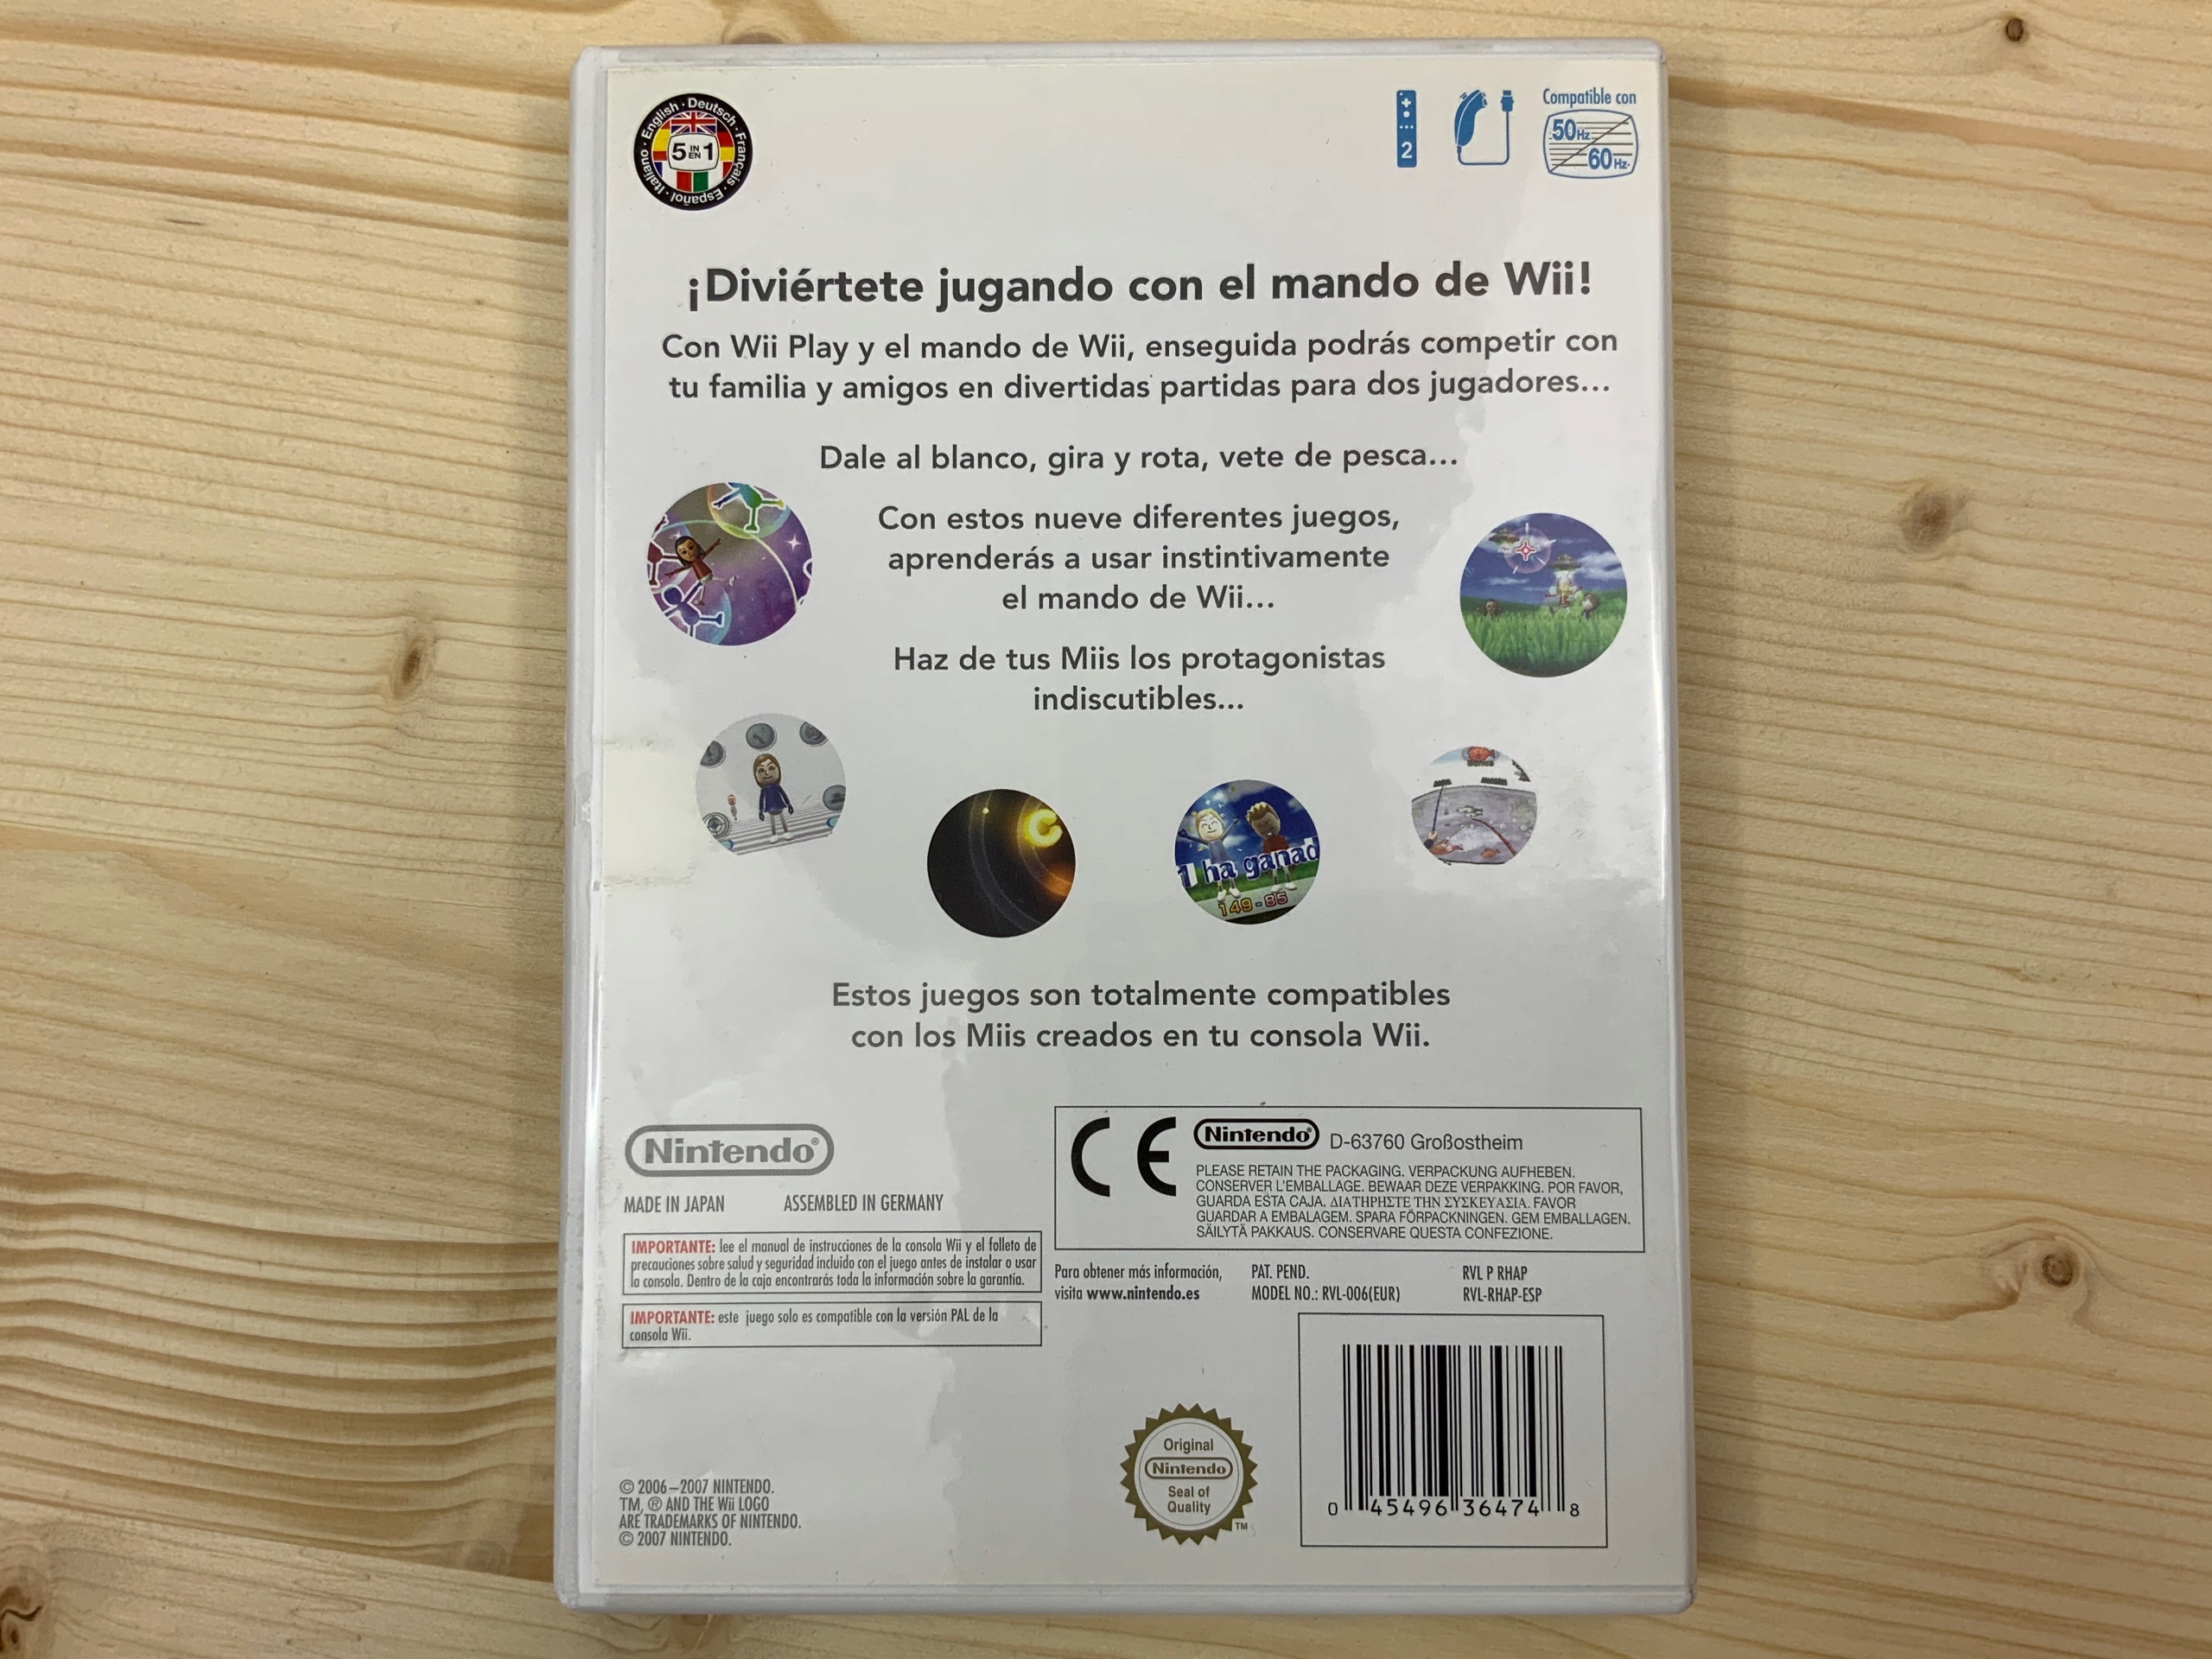 English · Deutsch · Français · Español · Italiano ·
5 IN EN 1
2
Compatible con
50Hz
60Hz
¡Diviértete jugando con el mando de Wii!
Con Wii Play y el mando de Wii, enseguida podrás competir con
tu familia y amigos en divertidas partidas para dos jugadores...
Dale al blanco, gira y rota, vete de pesca...
Con estos nueve diferentes juegos,
aprenderás a usar instintivamente
el mando de Wii...
Haz de tus Miis los protagonistas
indiscutibles...
1 ha ganad
149-85
Estos juegos son totalmente compatibles
con los Miis creados en tu consola Wii.
Nintendo®
MADE IN JAPAN ASSEMBLED IN GERMANY
IMPORTANTE: lee el manual de instrucciones de la consola Wii y el folleto de
precauciones sobre salud y seguridad incluido con el juego antes de instalar o usar
la consola. Dentro de la caja encontrarás toda la información sobre la garantía.
IMPORTANTE: este juego solo es compatible con la versión PAL de la
consola Wii.
CE Nintendo® D-63760 Großostheim
PLEASE RETAIN THE PACKAGING. VERPACKUNG AUFHEBEN.
CONSERVER L'EMBALLAGE. BEWAAR DEZE VERPAKKING. POR FAVOR,
GUARDA ESTA CAJA. ΔΙΑΤΗΡΗΣΤΕ ΤΗΝ ΣΥΣΚΕΥΑΣΙΑ. FAVOR
GUARDAR A EMBALAGEM. SPARA FÖRPACKNINGEN. GEM EMBALLAGEN.
SÄILYTÄ PAKKAUS. CONSERVARE QUESTA CONFEZIONE.
Para obtener más información,
visita www.nintendo.es
PAT. PEND.
MODEL NO.: RVL-006(EUR)
RVL P RHAP
RVL-RHAP-ESP
Original
Nintendo
Seal of
Quality
TM
0 45496 36474 8
© 2006–2007 NINTENDO.
TM, ® AND THE Wii LOGO
ARE TRADEMARKS OF NINTENDO.
© 2007 NINTENDO.